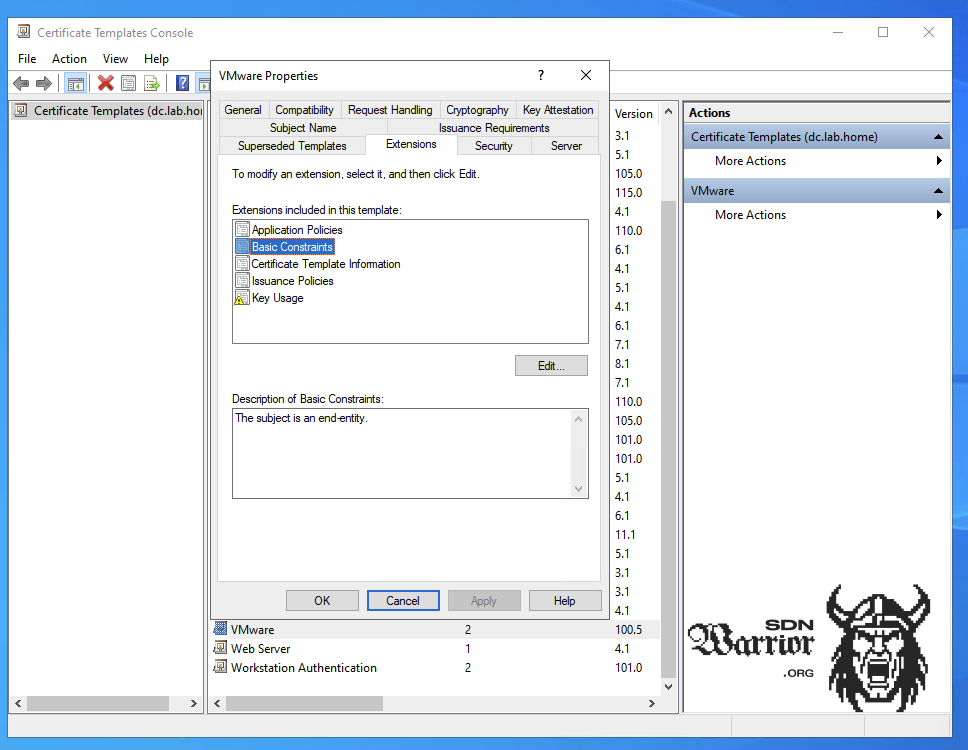 Certificate Templates Console
File Action View Help
Certificate Templates (dc.lab.hor
VMware Properties
?
General Compatibility Request Handling Cryptography Key Attestation
Subject Name Issuance Requirements
Superseded Templates Extensions Security Server
To modify an extension, select it, and then click Edit.
Extensions included in this template:
Application Policies
Basic Constraints
Certificate Template Information
Issuance Policies
Key Usage
Edit...
Description of Basic Constraints:
The subject is an end-entity.
OK Cancel Apply Help
Version
3.1
5.1
105.0
115.0
4.1
110.0
6.1
4.1
5.1
4.1
6.1
7.1
8.1
7.1
110.0
105.0
101.0
101.0
5.1
4.1
6.1
11.1
5.1
3.1
3.1
4.1
VMware 2 100.5
Web Server 1 4.1
Workstation Authentication 2 101.0
Actions
Certificate Templates (dc.lab.home)
More Actions
VMware
More Actions
SDN
Warrior
.ORG